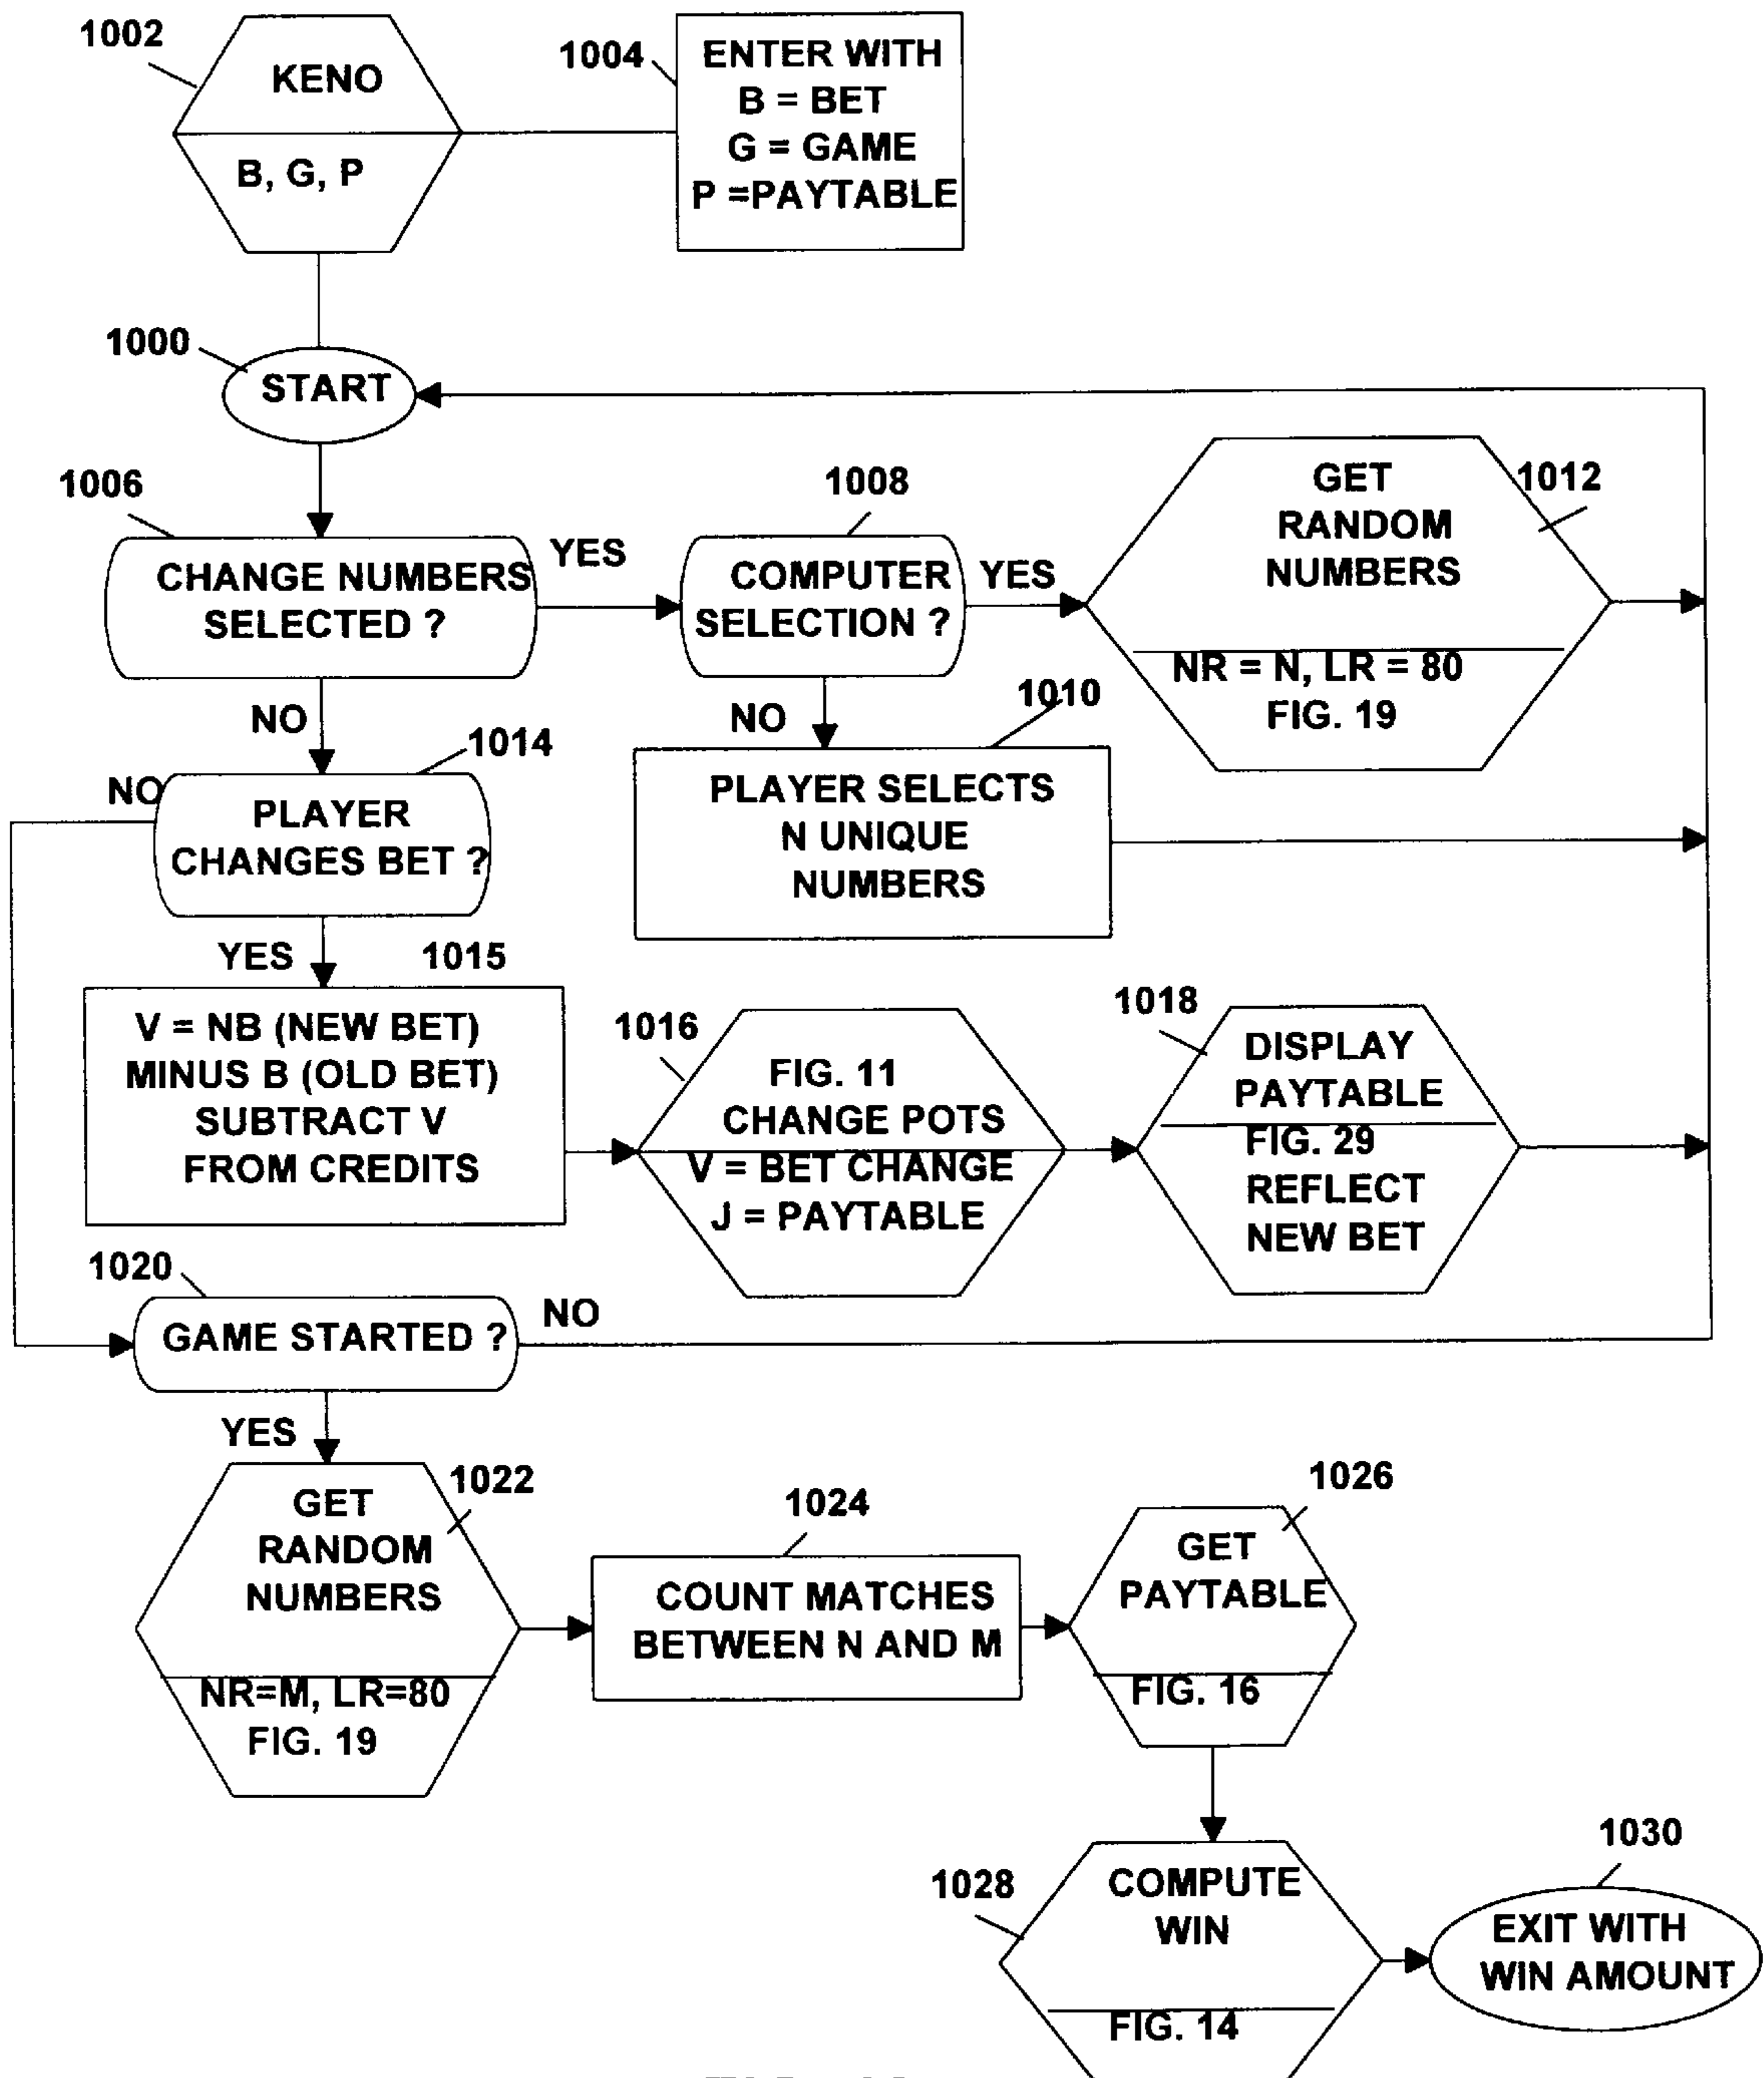 1002
KENO
B, G, P
1004
ENTER WITH
B = BET
G = GAME
P =PAYTABLE
1000
START
1006
CHANGE NUMBERS
SELECTED ?
YES
1008
COMPUTER
SELECTION ?
YES
1012
GET
RANDOM
NUMBERS
NR = N, LR = 80
FIG. 19
NO
NO
1010
PLAYER SELECTS
N UNIQUE
NUMBERS
1014
NO
PLAYER
CHANGES BET ?
YES
1015
V = NB (NEW BET)
MINUS B (OLD BET)
SUBTRACT V
FROM CREDITS
1016
FIG. 11
CHANGE POTS
V = BET CHANGE
J = PAYTABLE
1018
DISPLAY
PAYTABLE
FIG. 29
REFLECT
NEW BET
1020
GAME STARTED ?
NO
YES
1022
GET
RANDOM
NUMBERS
NR=M, LR=80
FIG. 19
1024
COUNT MATCHES
BETWEEN N AND M
1026
GET
PAYTABLE
FIG. 16
1028
COMPUTE
WIN
FIG. 14
1030
EXIT WITH
WIN AMOUNT